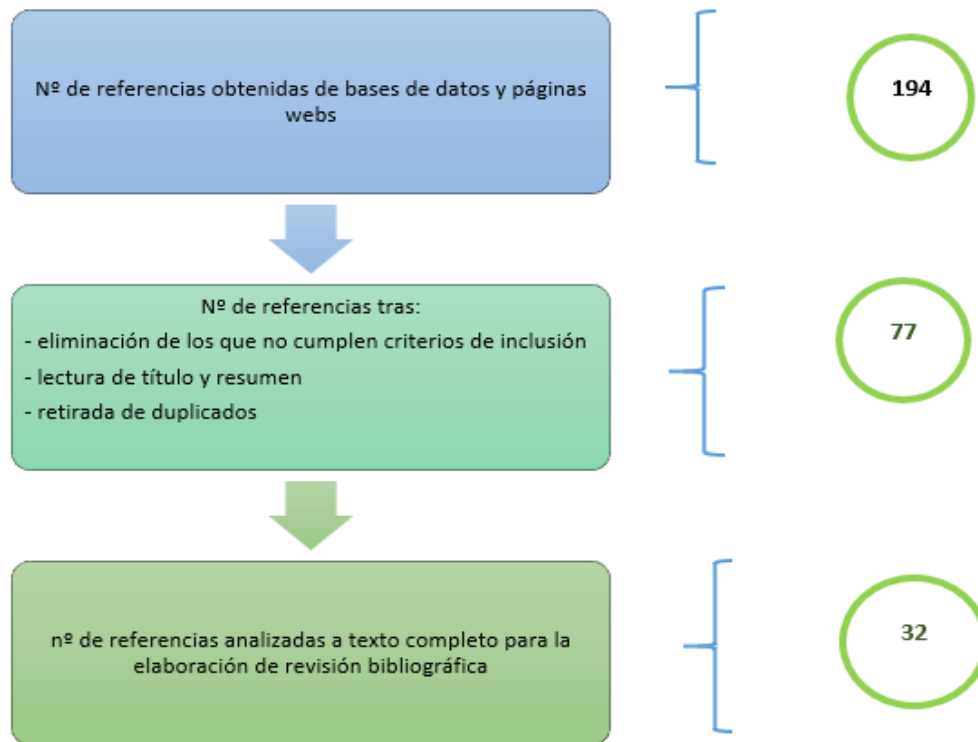 Nº de referencias obtenidas de bases de datos y páginas
webs
194
Nº de referencias tras:
- eliminación de los que no cumplen criterios de inclusión
- lectura de título y resumen
- retirada de duplicados
77
nº de referencias analizadas a texto completo para la
elaboración de revisión bibliográfica
32